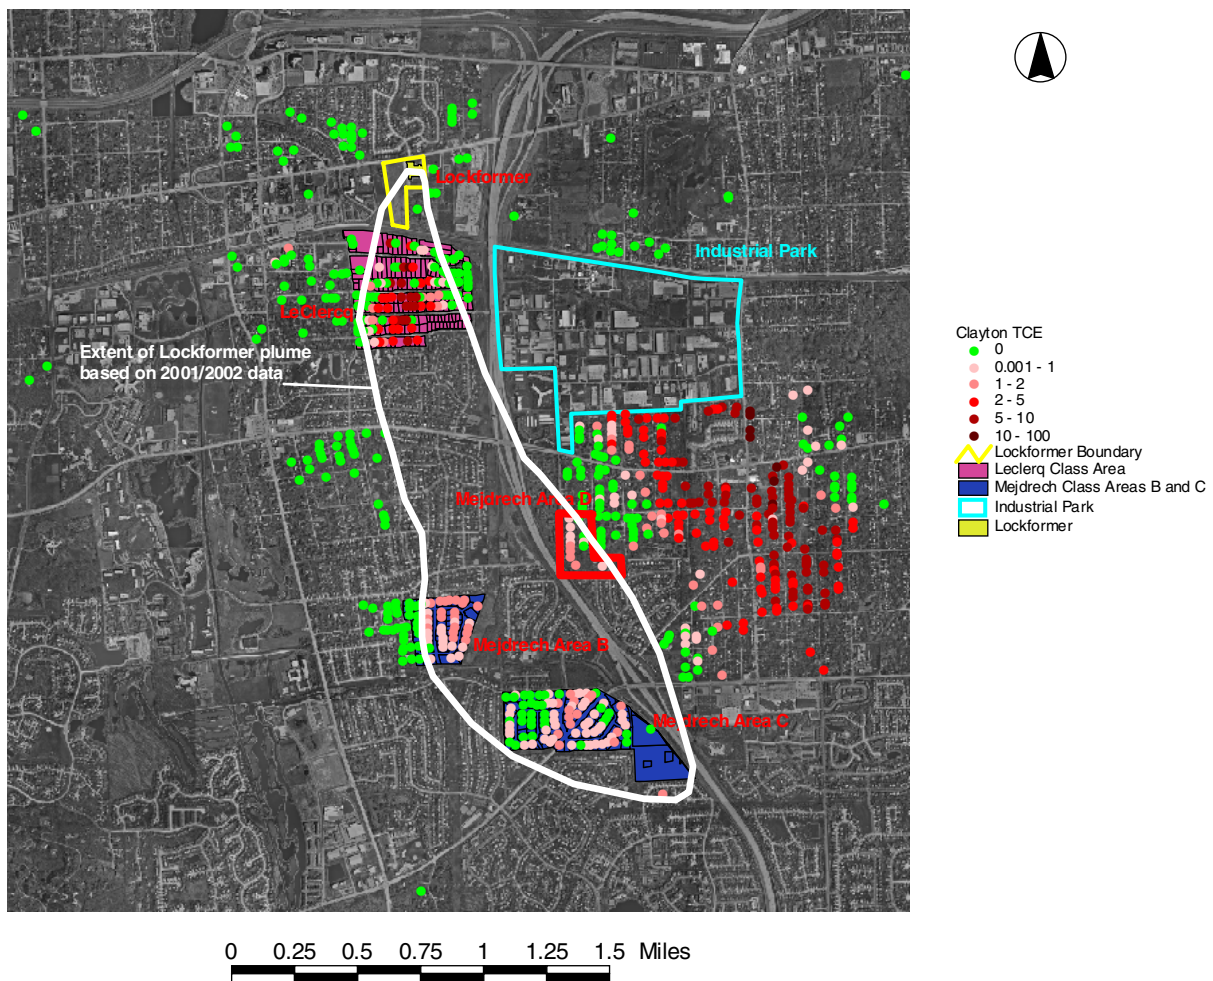 Lockformer
Industrial Park
LeClercq
Extent of Lockformer plume
based on 2001/2002 data
Mejdrech Area D
Mejdrech Area B
Mejdrech Area C
Clayton TCE
0
0.001 - 1
1 - 2
2 - 5
5 - 10
10 - 100
Lockformer Boundary
Leclerq Class Area
Mejdrech Class Areas B and C
Industrial Park
Lockformer
0 0.25 0.5 0.75 1 1.25 1.5 Miles